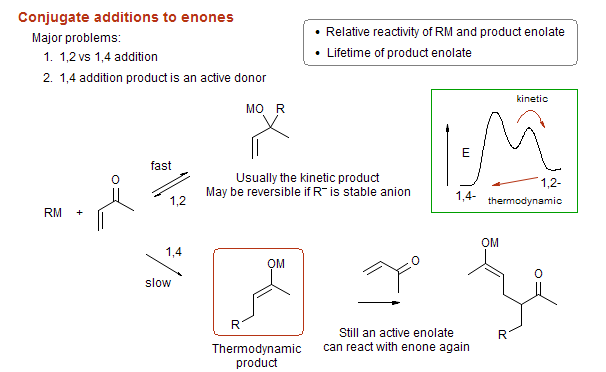 Conjugate additions to enones
Major problems:
1. 1,2 vs 1,4 addition
2. 1,4 addition product is an active donor
• Relative reactivity of RM and product enolate
• Lifetime of product enolate
MO R
fast
1,2
Usually the kinetic product
May be reversible if R⁻ is stable anion
kinetic
E
1,2-
1,4-
thermodynamic
RM +
O
1,4
slow
OM
R
Thermodynamic
product
O
Still an active enolate
can react with enone again
OM
O
R